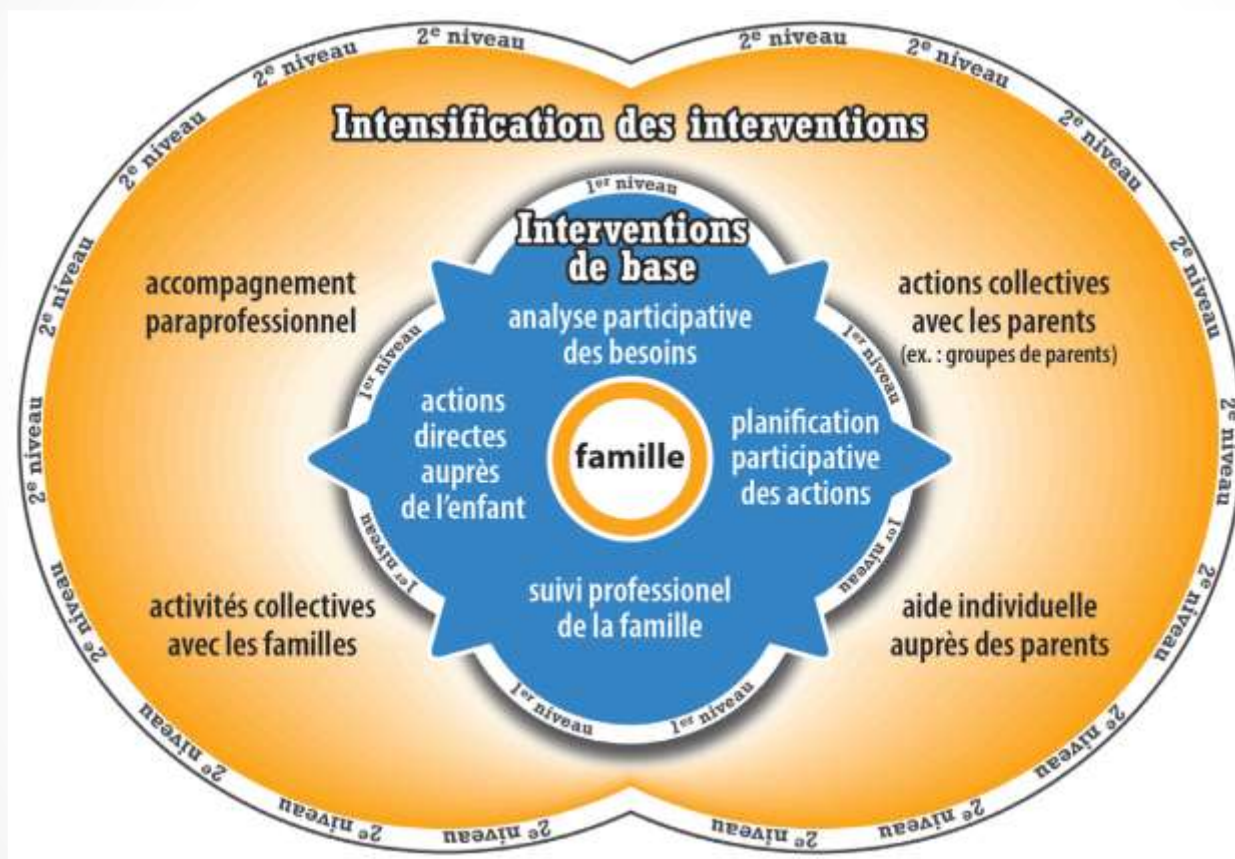 2e niveau
2e niveau
2e niveau
2e niveau
2e niveau
2e niveau
2e niveau
2e niveau
Intensification des interventions
1er niveau
Interventions
de base
2e niveau
2e niveau
accompagnement
paraprofessionnel
analyse participative
des besoins
actions collectives
avec les parents
(ex. : groupes de parents)
1er niveau
1er niveau
actions
directes
auprès
de l'enfant
famille
planification
participative
des actions
2e niveau
2e niveau
1er niveau
1er niveau
activités collectives
avec les familles
suivi professionel
de la famille
aide individuelle
auprès des parents
1er niveau
1er niveau
2e niveau
2e niveau
2e niveau
2e niveau
2e niveau
2e niveau